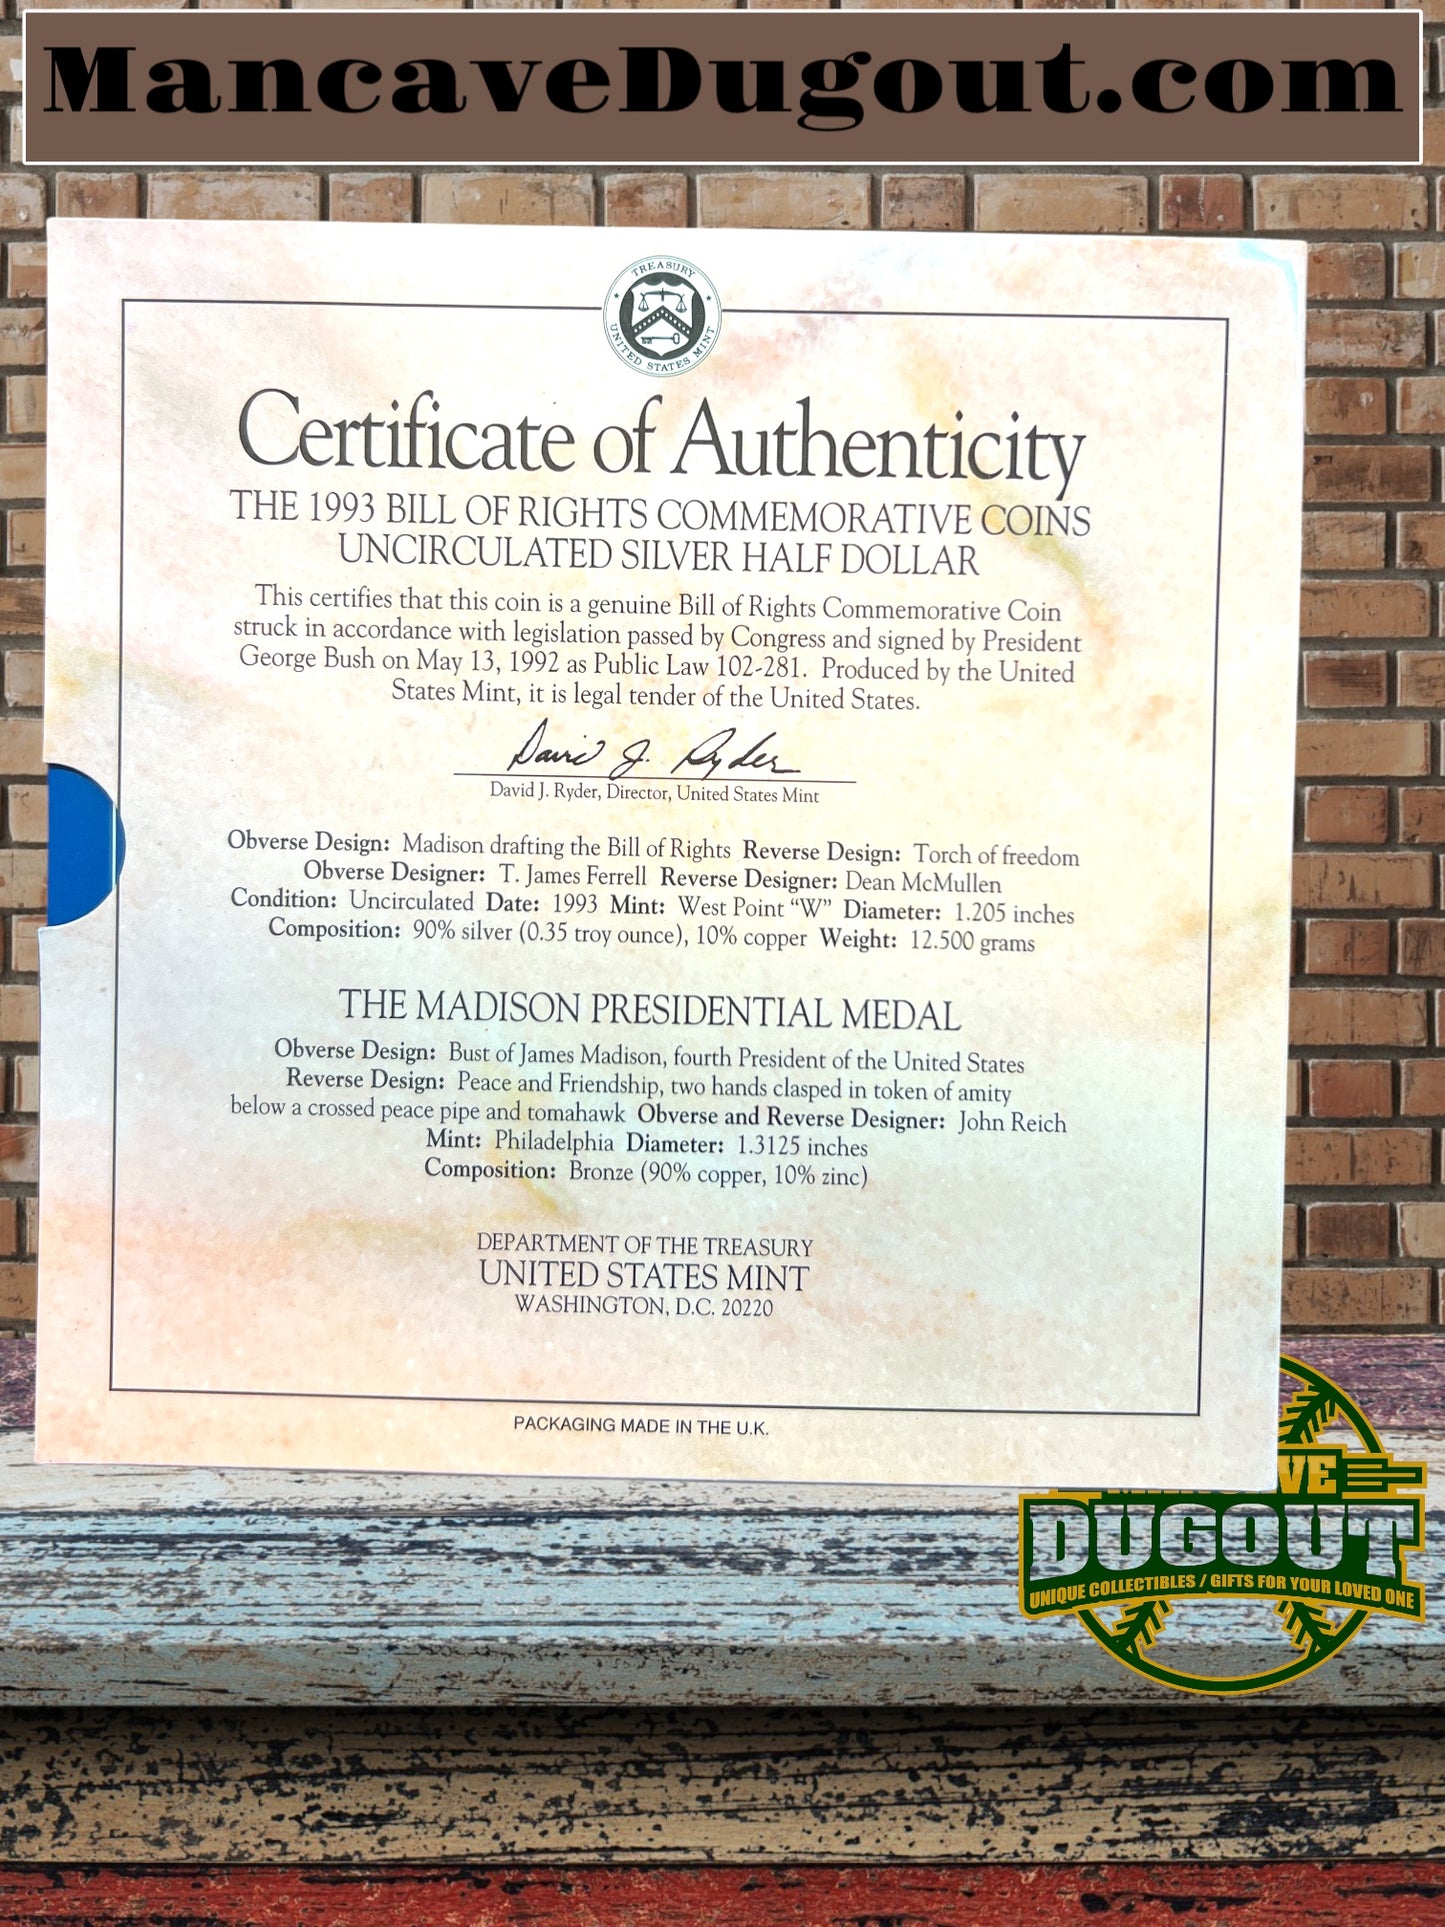 MancaveDugout.com
TREASURY
UNITED STATES MINT
Certificate of Authenticity
THE 1993 BILL OF RIGHTS COMMEMORATIVE COINS
UNCIRCULATED SILVER HALF DOLLAR
This certifies that this coin is a genuine Bill of Rights Commemorative Coin
struck in accordance with legislation passed by Congress and signed by President
George Bush on May 13, 1992 as Public Law 102-281. Produced by the United
States Mint, it is legal tender of the United States.
David J. Ryder
David J. Ryder, Director, United States Mint
Obverse Design: Madison drafting the Bill of Rights Reverse Design: Torch of freedom
Obverse Designer: T. James Ferrell Reverse Designer: Dean McMullen
Condition: Uncirculated Date: 1993 Mint: West Point “W” Diameter: 1.205 inches
Composition: 90% silver (0.35 troy ounce), 10% copper Weight: 12.500 grams
THE MADISON PRESIDENTIAL MEDAL
Obverse Design: Bust of James Madison, fourth President of the United States
Reverse Design: Peace and Friendship, two hands clasped in token of amity
below a crossed peace pipe and tomahawk Obverse and Reverse Designer: John Reich
Mint: Philadelphia Diameter: 1.3125 inches
Composition: Bronze (90% copper, 10% zinc)
DEPARTMENT OF THE TREASURY
UNITED STATES MINT
WASHINGTON, D.C. 20220
PACKAGING MADE IN THE U.K.
DUGOUT
UNIQUE COLLECTIBLES / GIFTS FOR YOUR LOVED ONE